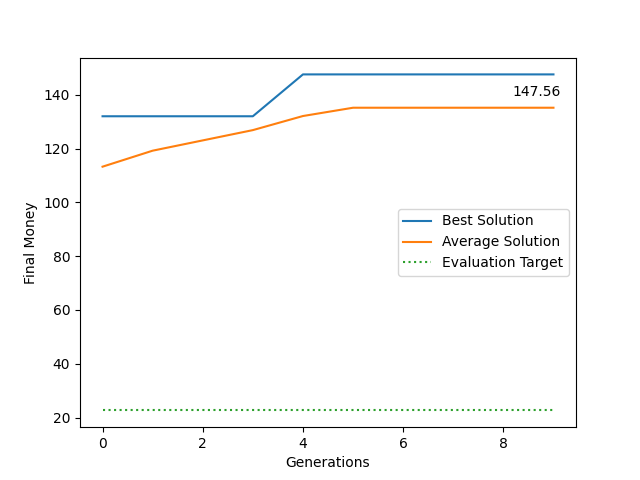 140
120
100
80
60
40
20
Final Money
147.56
Best Solution
Average Solution
Evaluation Target
0 2 4 6 8
Generations